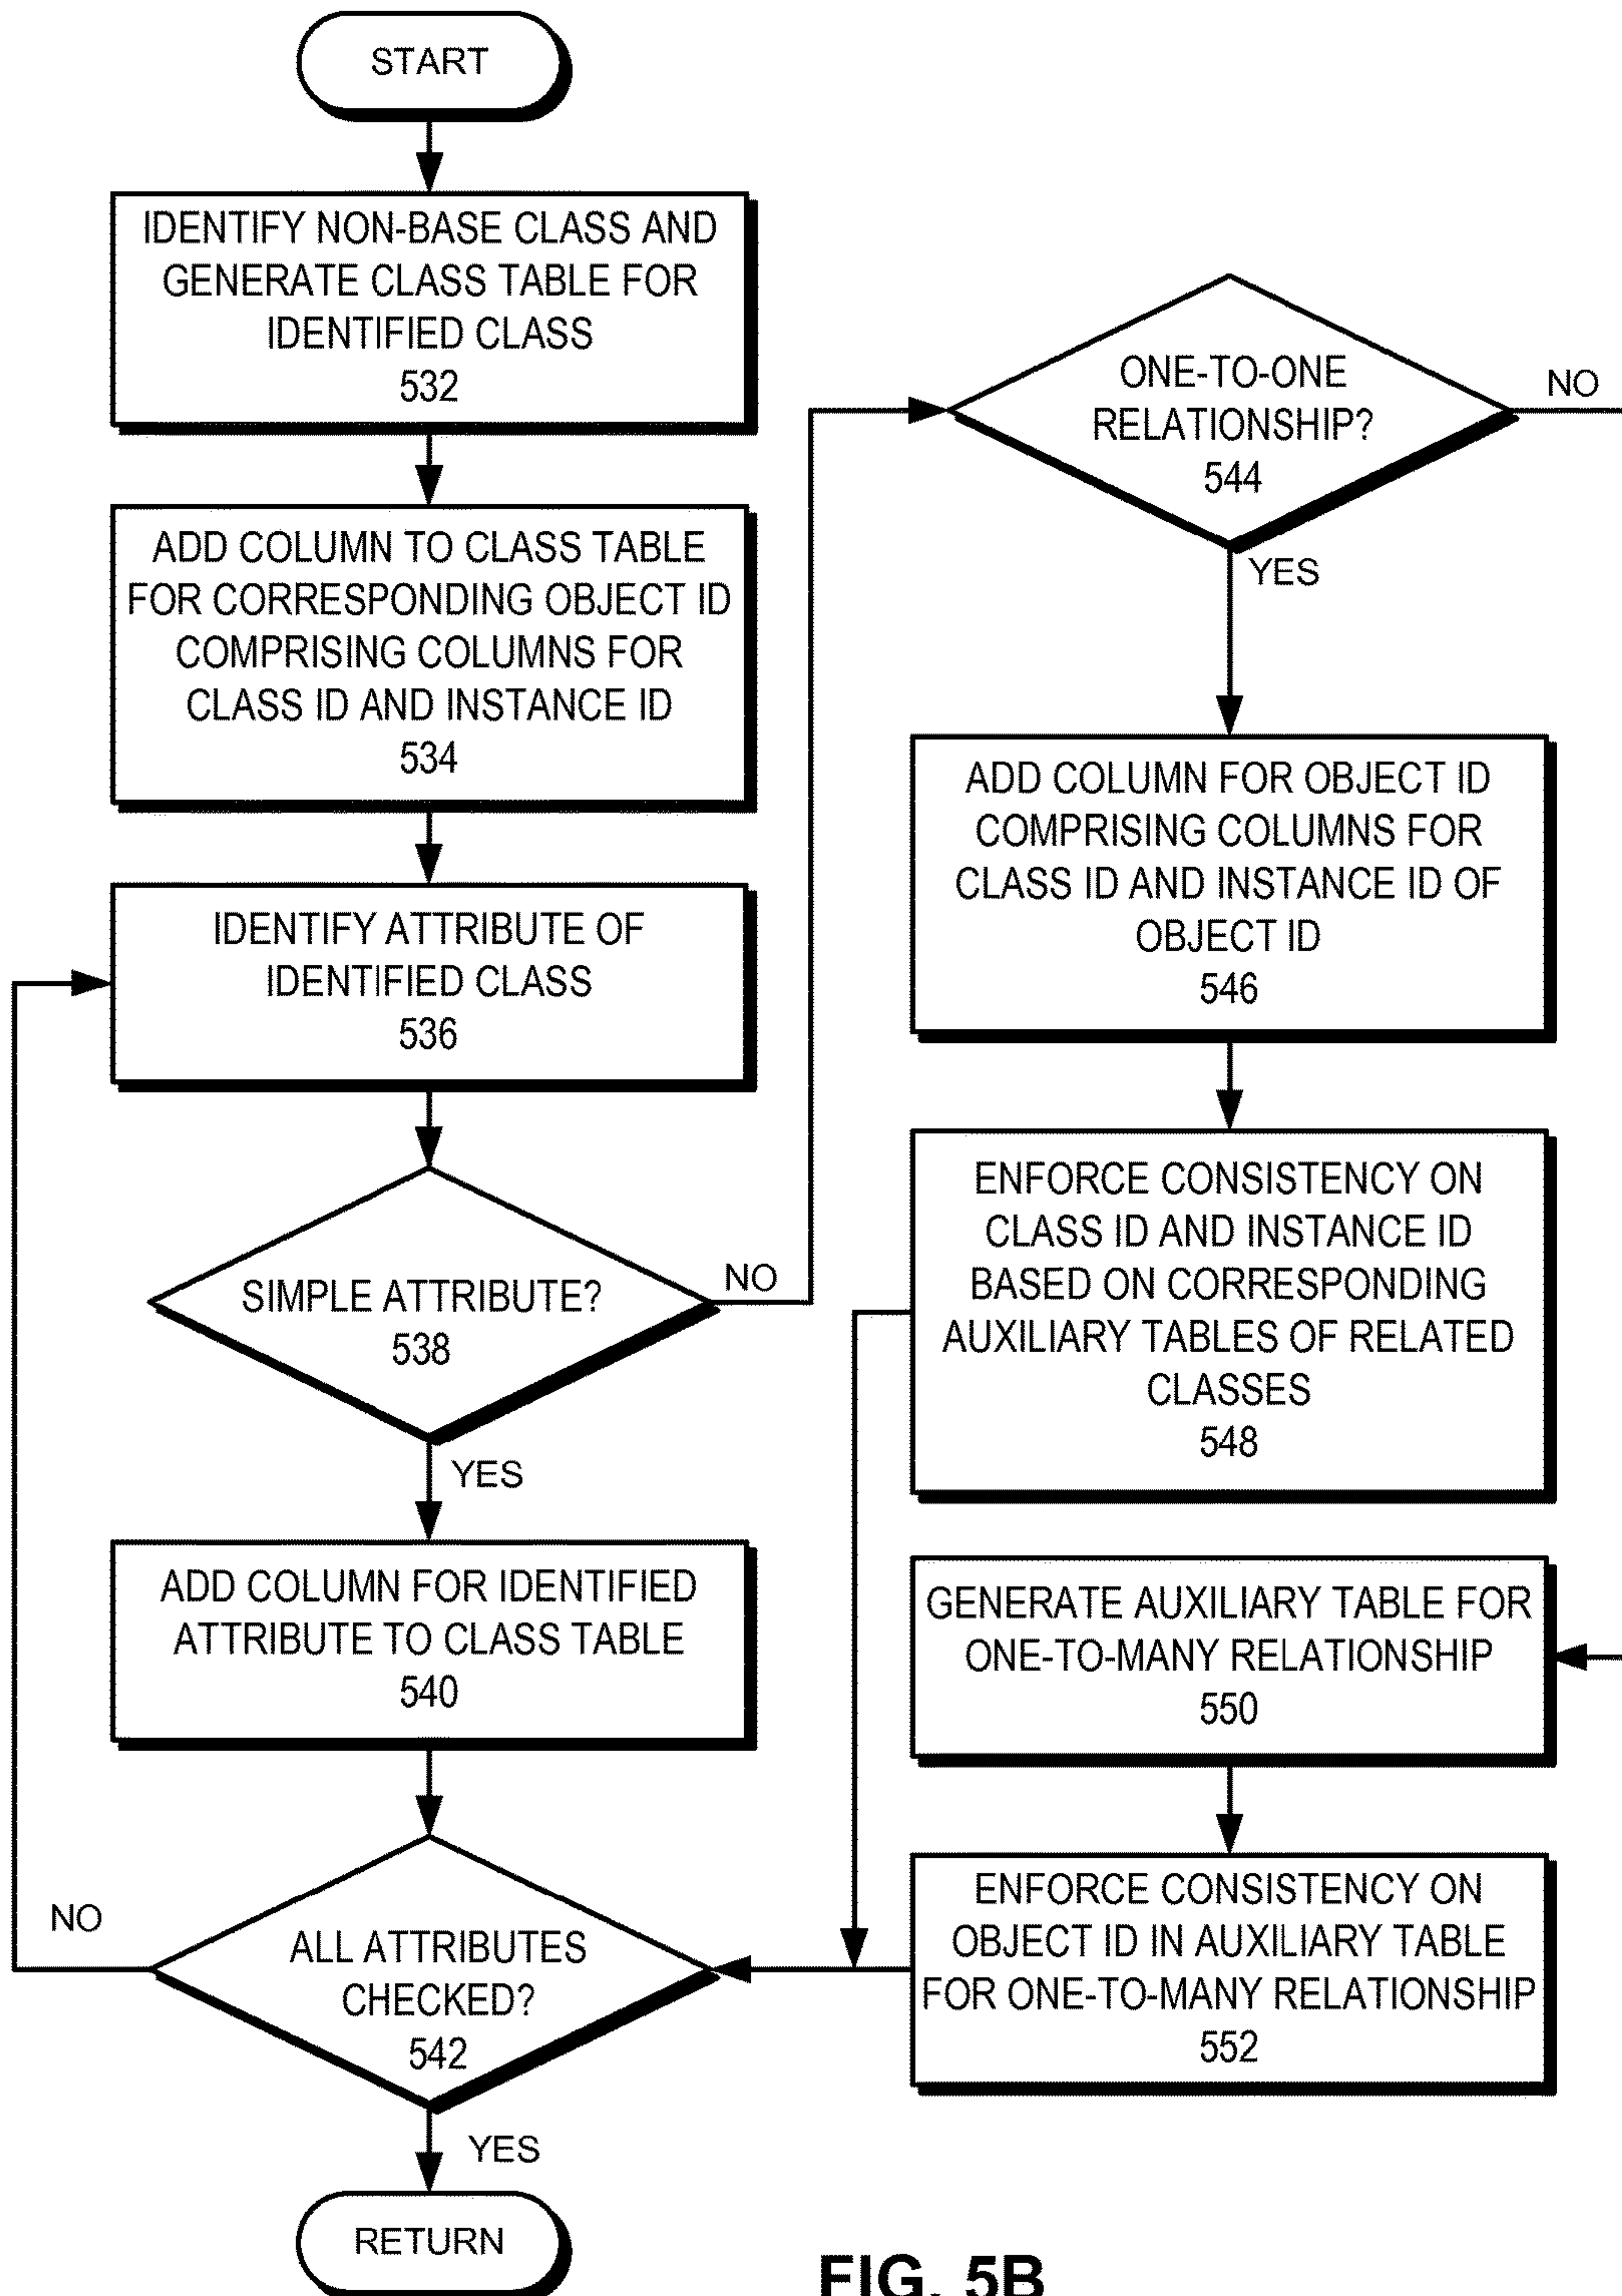 START
IDENTIFY NON-BASE CLASS AND
GENERATE CLASS TABLE FOR
IDENTIFIED CLASS
532
ADD COLUMN TO CLASS TABLE
FOR CORRESPONDING OBJECT ID
COMPRISING COLUMNS FOR
CLASS ID AND INSTANCE ID
534
IDENTIFY ATTRIBUTE OF
IDENTIFIED CLASS
536
SIMPLE ATTRIBUTE?
538
NO
YES
ADD COLUMN FOR IDENTIFIED
ATTRIBUTE TO CLASS TABLE
540
ALL ATTRIBUTES
CHECKED?
542
NO
YES
RETURN
ONE-TO-ONE
RELATIONSHIP?
544
NO
YES
ADD COLUMN FOR OBJECT ID
COMPRISING COLUMNS FOR
CLASS ID AND INSTANCE ID OF
OBJECT ID
546
ENFORCE CONSISTENCY ON
CLASS ID AND INSTANCE ID
BASED ON CORRESPONDING
AUXILIARY TABLES OF RELATED
CLASSES
548
GENERATE AUXILIARY TABLE FOR
ONE-TO-MANY RELATIONSHIP
550
ENFORCE CONSISTENCY ON
OBJECT ID IN AUXILIARY TABLE
FOR ONE-TO-MANY RELATIONSHIP
552
FIG. 5B